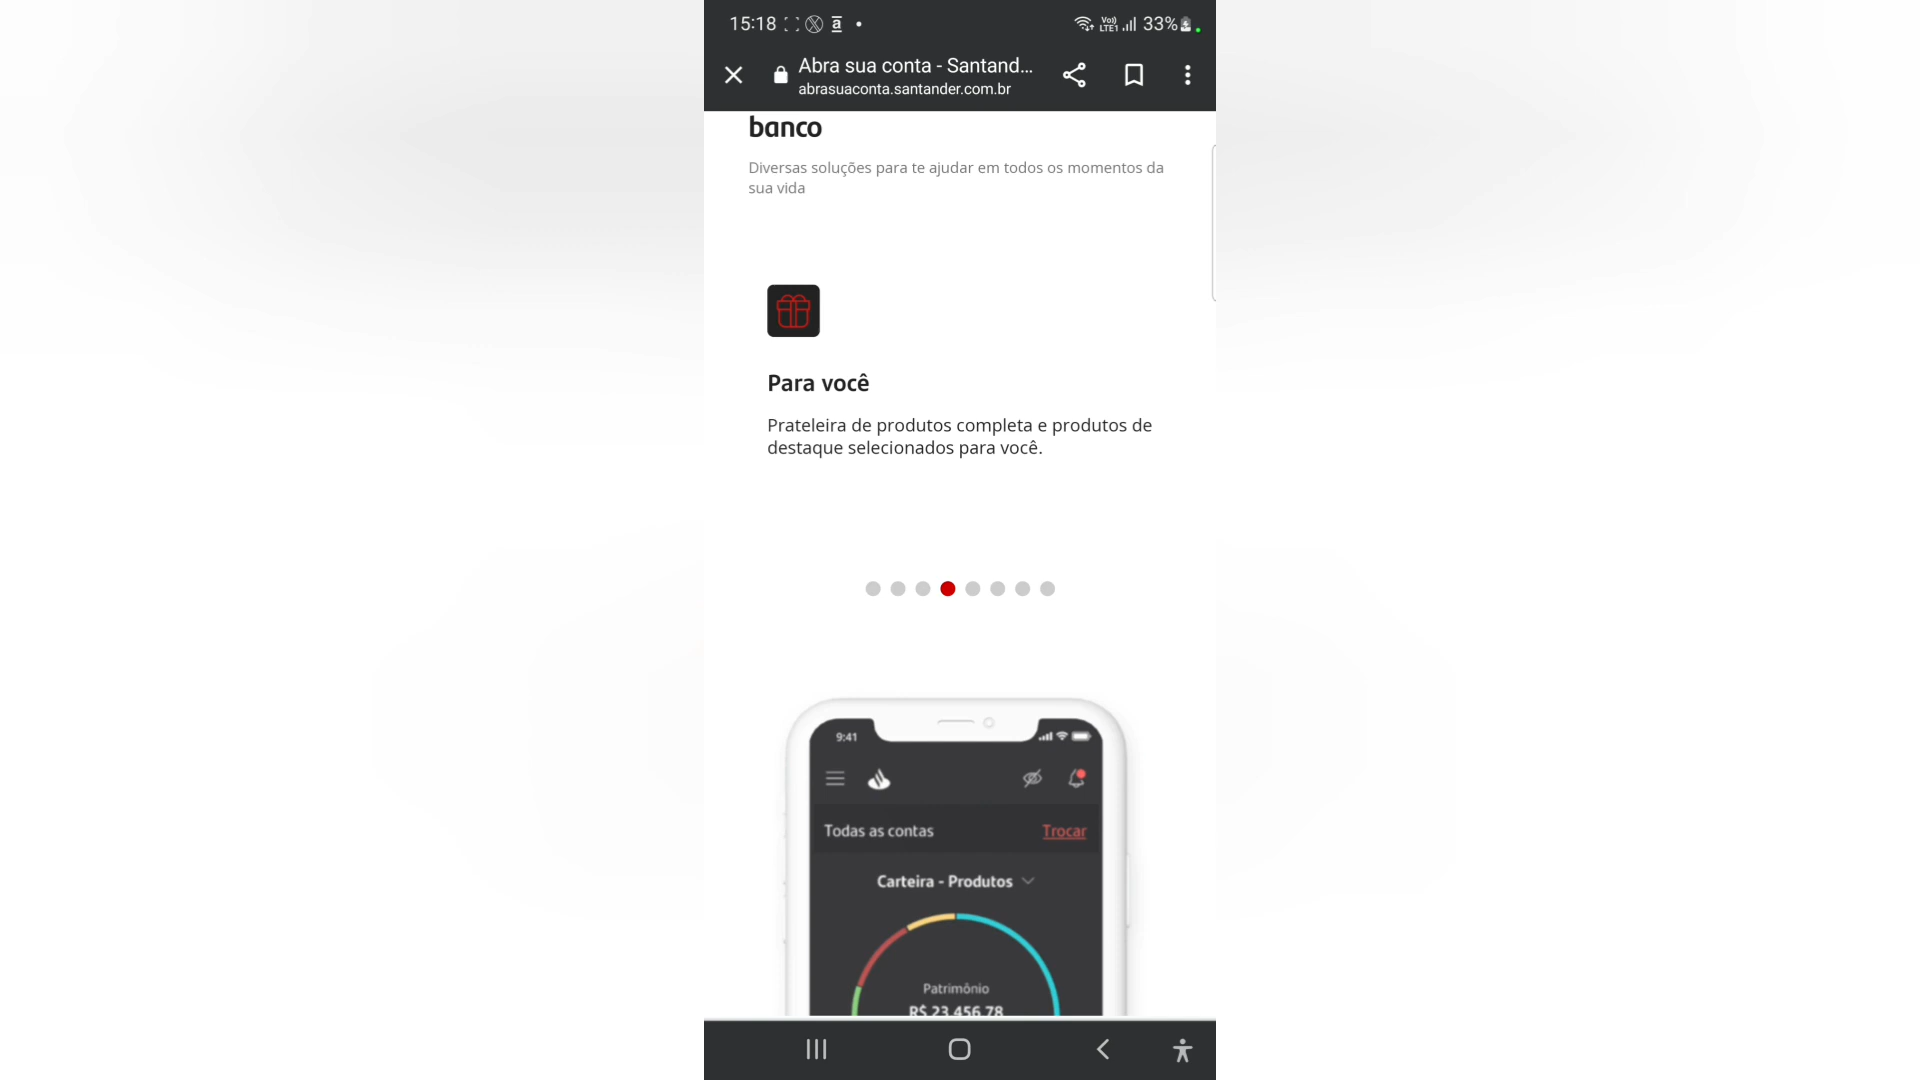 15:18
Vo)) LTE1 33%
Abra sua conta - Santand...
abrasuaconta.santander.com.br
banco
Diversas soluções para te ajudar em todos os momentos da
sua vida
Para você
Prateleira de produtos completa e produtos de
destaque selecionados para você.
9:41
Todas as contas Trocar
Carteira - Produtos
Patrimônio
R$ 23.456,78